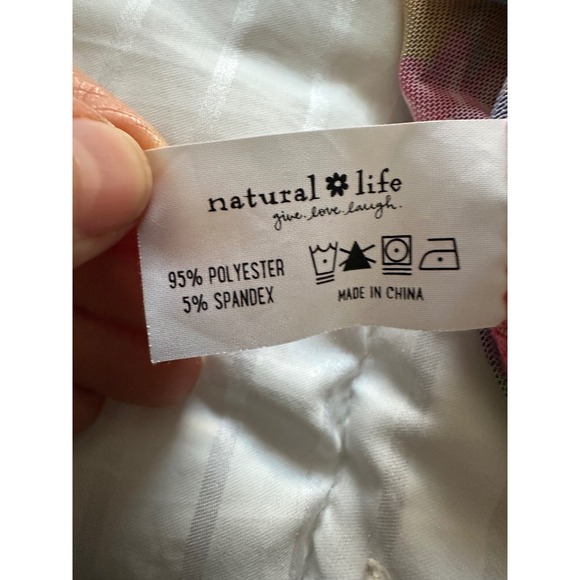 natural life
give. love. laugh.
95% POLYESTER
5% SPANDEX
MADE IN CHINA